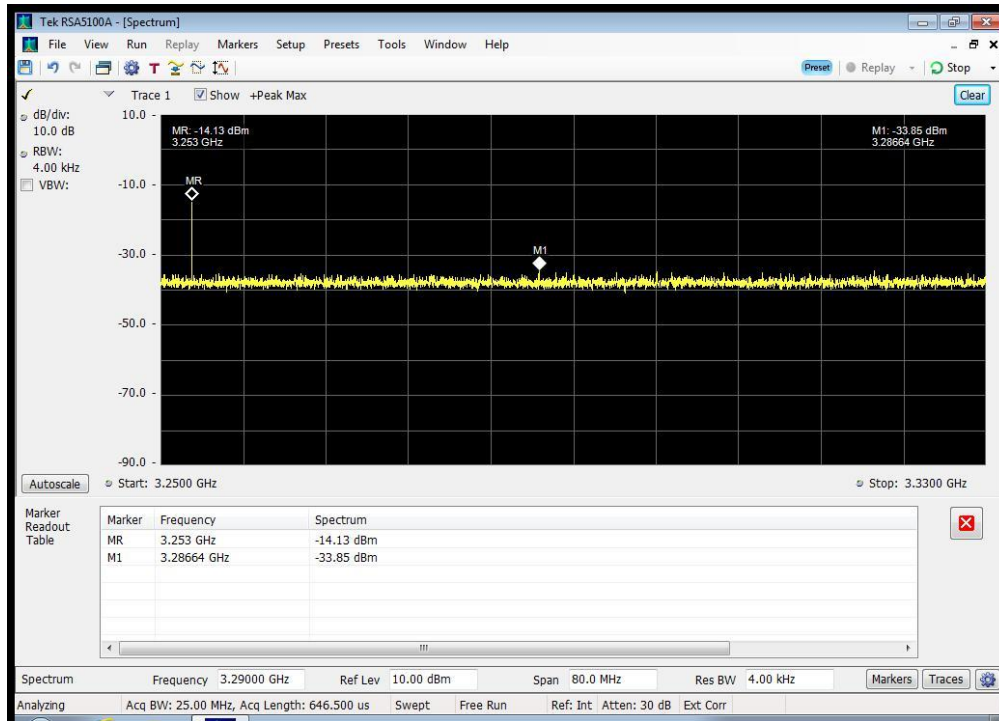 Tek RSA5100A - [Spectrum]
File View Run Replay Markers Setup Presets Tools Window Help
T Preset Replay Stop
Trace 1 Show +Peak Max Clear
dB/div:
10.0 dB
RBW:
4.00 kHz
VBW:
10.0 -
-10.0 -
-30.0 -
-50.0 -
-70.0 -
-90.0 -
MR: -14.13 dBm
3.253 GHz
M1: -33.85 dBm
3.28664 GHz
MR
M1
Autoscale Start: 3.2500 GHz Stop: 3.3300 GHz
Marker
Readout
Table
Marker Frequency Spectrum
MR 3.253 GHz -14.13 dBm
M1 3.28664 GHz -33.85 dBm
Spectrum Frequency 3.29000 GHz Ref Lev 10.00 dBm Span 80.0 MHz Res BW 4.00 kHz Markers Traces
Analyzing Acq BW: 25.00 MHz, Acq Length: 646.500 us Swept Free Run Ref: Int Atten: 30 dB Ext Corr